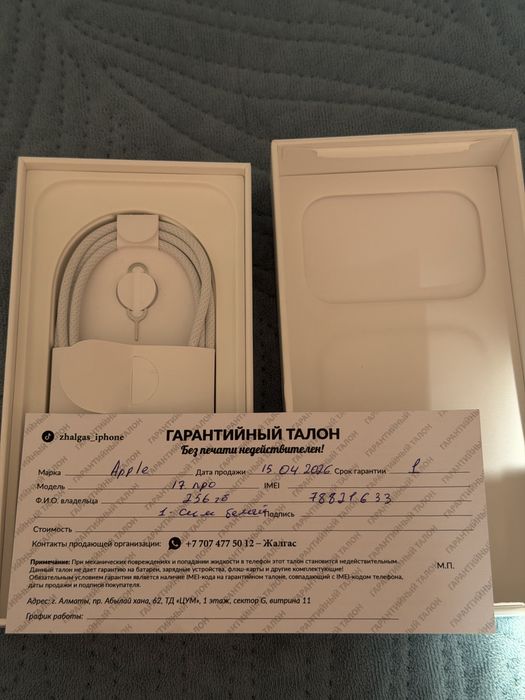 zhalgas_iphone
ГАРАНТИЙНЫЙ ТАЛОН
Без печати недействителен!
Марка Apple Дата продажи 15.04.2026 Срок гарантии 1
Модель 17 про IMEI
Ф.И.О. владельца 256 гб 78821633
1-сим белый Подпись
Стоимость
Контакты продающей организации: +7 707 477 50 12 – Жалгас
Примечание: При механических повреждениях и попадании жидкости в телефон этот талон становится недействительным.
Данный талон не дает гарантию на батареи, зарядные устройства, флаш-карты и другие комплектующие!
Обязательным условием гарантии является наличие IMEI-кода на гарантийном талоне, совпадающий с IMEI-кодом телефона,
даты продажи и подписи покупателя.
М.П.
Адрес: г. Алматы, пр. Абылай хана, 62, ТД «ЦУМ», 1 этаж, сектор G, витрина 11
График работы: